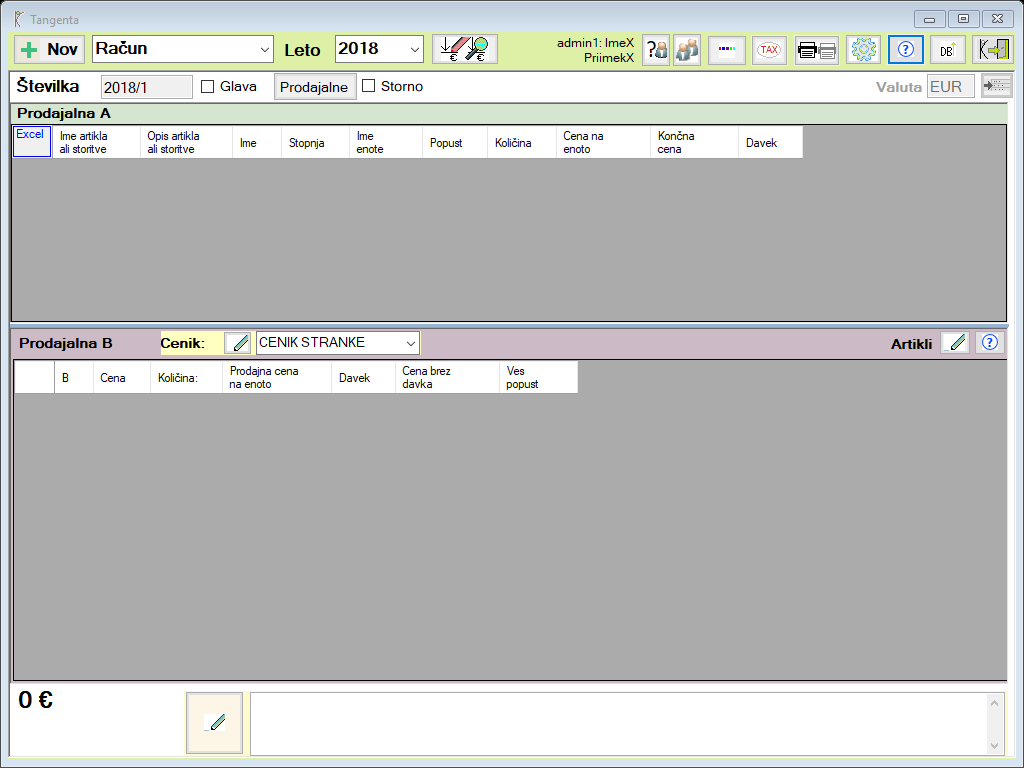 Tangenta
Nov
Račun
Leto
2018
admin1: ImeX
PriimekX
TAX
DB
Številka
2018/1
Glava
Prodajalne
Storno
Valuta
EUR
Prodajalna A
Excel
Ime artikla
ali storitve
Opis artikla
ali storitve
Ime
Stopnja
Ime
enote
Popust
Količina
Cena na
enoto
Končna
cena
Davek
Prodajalna B
Cenik:
CENIK STRANKE
Artikli
B
Cena
Količina:
Prodajna cena
na enoto
Davek
Cena brez
davka
Ves
popust
0 €